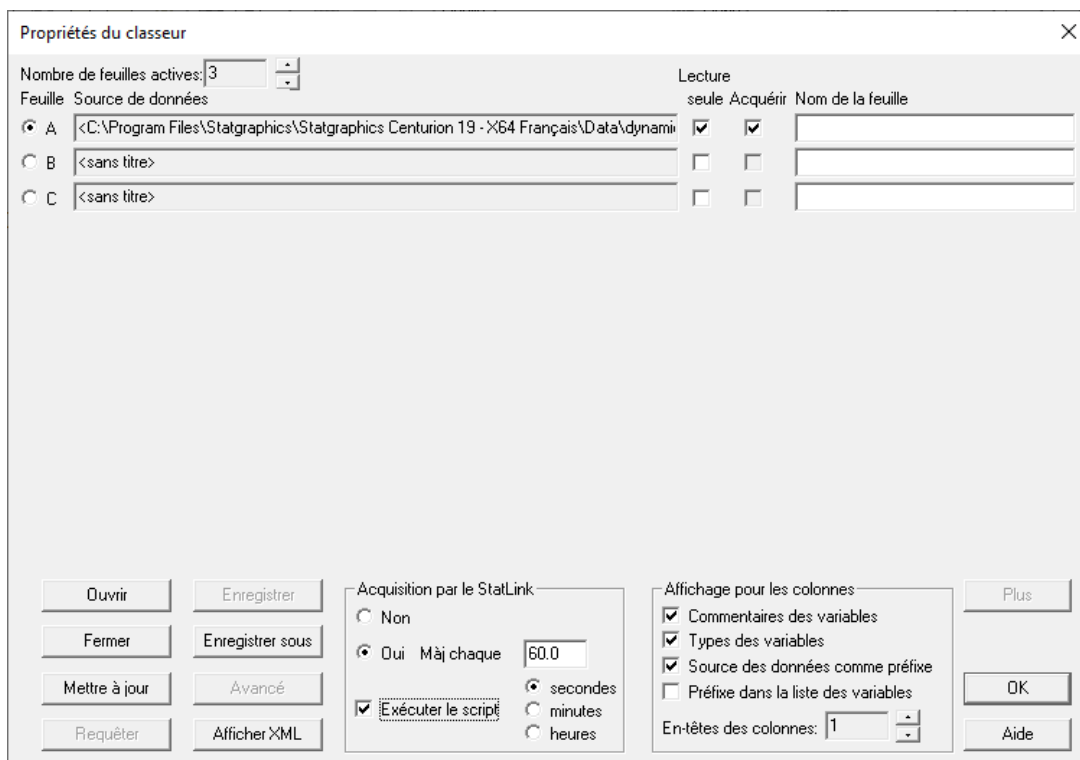 Propriétés du classeur
Nombre de feuilles actives: 3
Lecture
Feuille Source de données seule Acquérir Nom de la feuille
A <C:\Program Files\Statgraphics\Statgraphics Centurion 19 - X64 Français\Data\dynami
B <sans titre>
C <sans titre>
Ouvrir Enregistrer
Fermer Enregistrer sous
Mettre à jour Avancé
Requêter Afficher XML
Acquisition par le StatLink
Non
Oui Màj chaque 60.0
secondes
Exécuter le script minutes
heures
Affichage pour les colonnes
Commentaires des variables
Types des variables
Source des données comme préfixe
Préfixe dans la liste des variables
En-têtes des colonnes: 1
Plus
OK
Aide